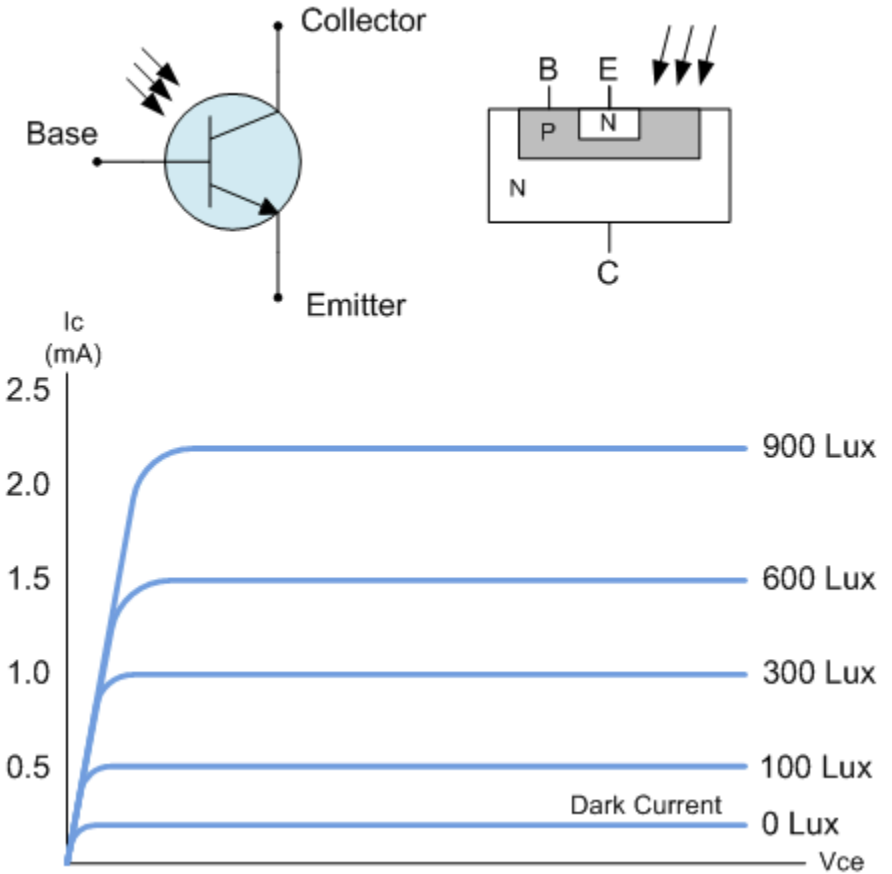 Collector
Base
Emitter
B E
P N
N
C
Ic
(mA)
2.5
2.0
1.5
1.0
0.5
900 Lux
600 Lux
300 Lux
100 Lux
Dark Current
0 Lux
Vce